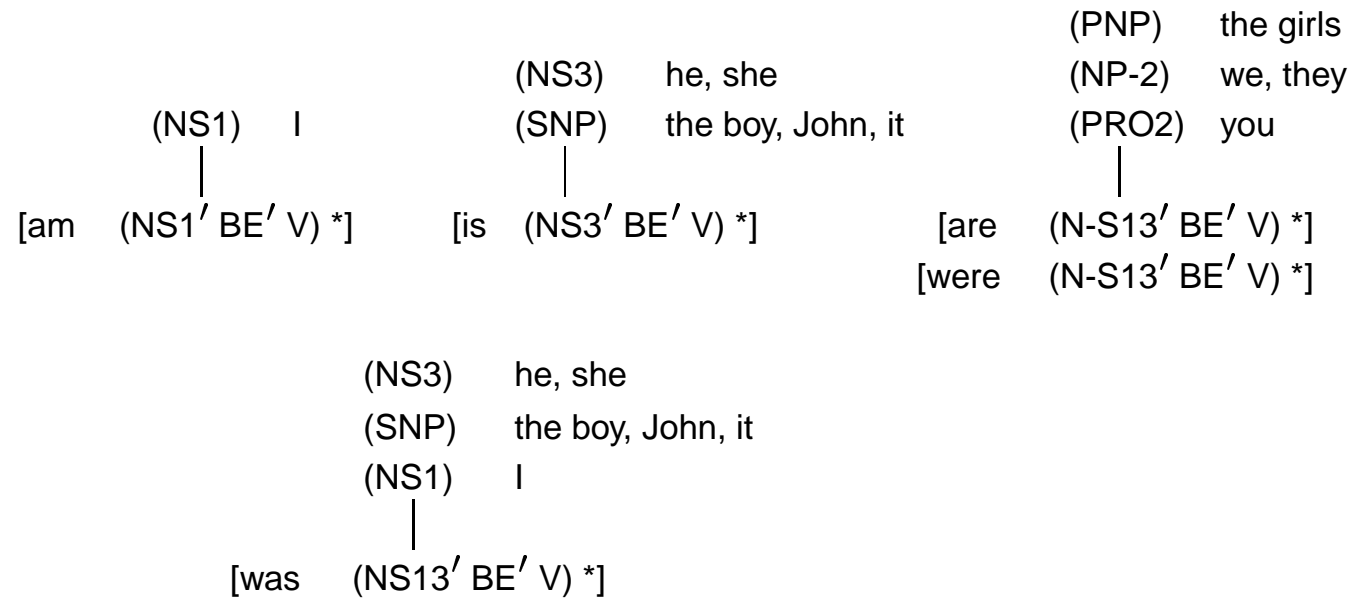 (PNP) the girls
(NS3) he, she (NP-2) we, they
(NS1) I (SNP) the boy, John, it (PRO2) you
[am (NS1′ BE′ V) *] [is (NS3′ BE′ V) *] [are (N-S13′ BE′ V) *]
[were (N-S13′ BE′ V) *]
(NS3) he, she
(SNP) the boy, John, it
(NS1) I
[was (NS13′ BE′ V) *]